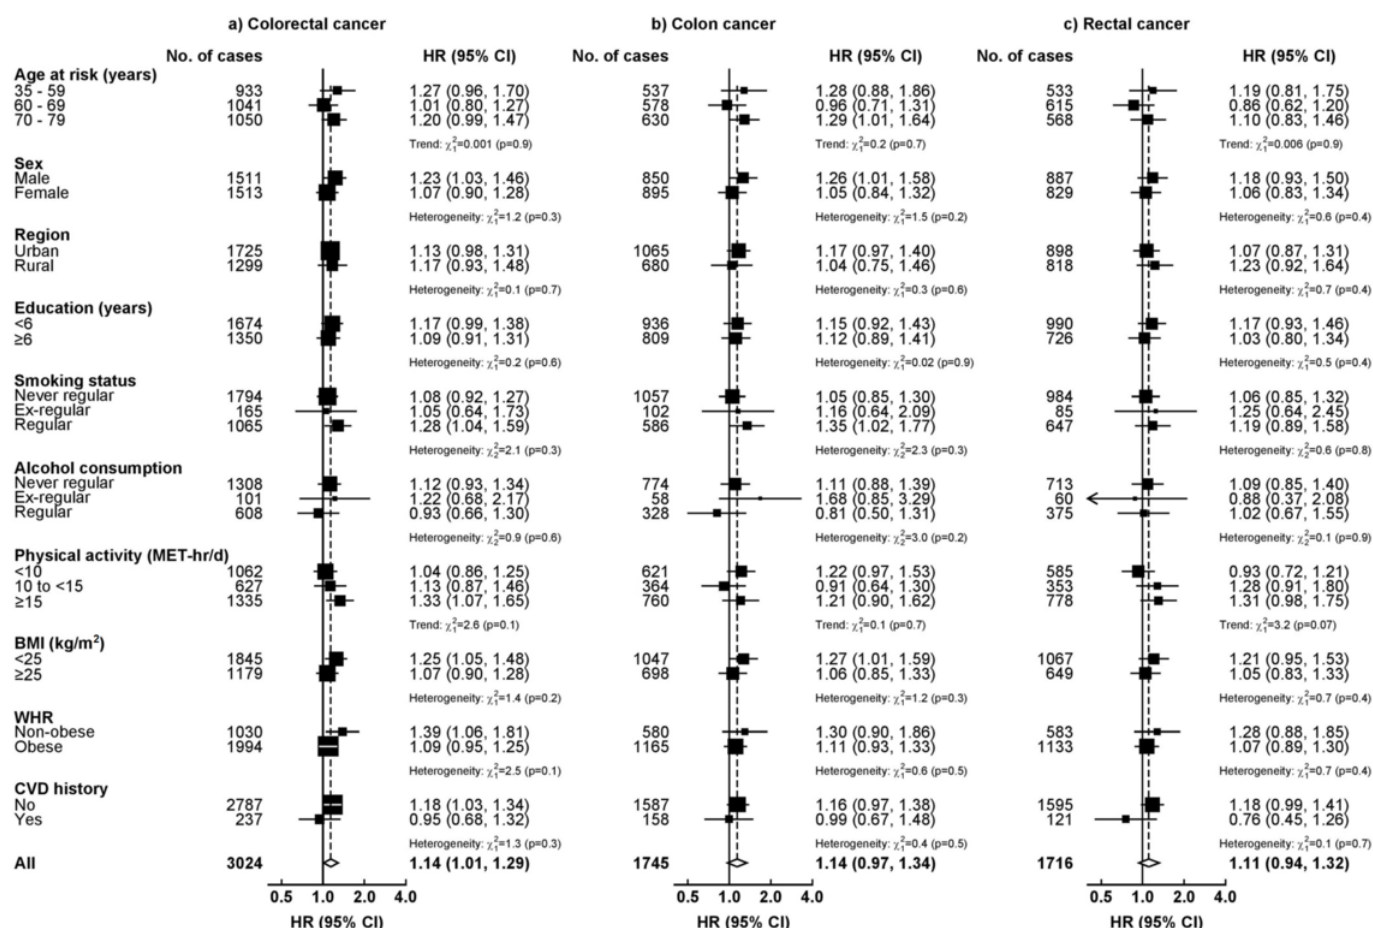 a) Colorectal cancer b) Colon cancer c) Rectal cancer
No. of cases HR (95% CI) No. of cases HR (95% CI) No. of cases HR (95% CI)
Age at risk (years)
35 - 59 933 1.27 (0.96, 1.70) 537 1.28 (0.88, 1.86) 533 1.19 (0.81, 1.75)
60 - 69 1041 1.01 (0.80, 1.27) 578 0.96 (0.71, 1.31) 615 0.86 (0.62, 1.20)
70 - 79 1050 1.20 (0.99, 1.47) 630 1.29 (1.01, 1.64) 568 1.10 (0.83, 1.46)
Trend: χ²₁=0.001 (p=0.9) Trend: χ²₁=0.2 (p=0.7) Trend: χ²₁=0.006 (p=0.9)
Sex
Male 1511 1.23 (1.03, 1.46) 850 1.26 (1.01, 1.58) 887 1.18 (0.93, 1.50)
Female 1513 1.07 (0.90, 1.28) 895 1.05 (0.84, 1.32) 829 1.06 (0.83, 1.34)
Heterogeneity: χ²₁=1.2 (p=0.3) Heterogeneity: χ²₁=1.5 (p=0.2) Heterogeneity: χ²₁=0.6 (p=0.4)
Region
Urban 1725 1.13 (0.98, 1.31) 1065 1.17 (0.97, 1.40) 898 1.07 (0.87, 1.31)
Rural 1299 1.17 (0.93, 1.48) 680 1.04 (0.75, 1.46) 818 1.23 (0.92, 1.64)
Heterogeneity: χ²₁=0.1 (p=0.7) Heterogeneity: χ²₁=0.3 (p=0.6) Heterogeneity: χ²₁=0.7 (p=0.4)
Education (years)
<6 1674 1.17 (0.99, 1.38) 936 1.15 (0.92, 1.43) 990 1.17 (0.93, 1.46)
≥6 1350 1.09 (0.91, 1.31) 809 1.12 (0.89, 1.41) 726 1.03 (0.80, 1.34)
Heterogeneity: χ²₁=0.2 (p=0.6) Heterogeneity: χ²₁=0.02 (p=0.9) Heterogeneity: χ²₁=0.5 (p=0.4)
Smoking status
Never regular 1794 1.08 (0.92, 1.27) 1057 1.05 (0.85, 1.30) 984 1.06 (0.85, 1.32)
Ex-regular 165 1.05 (0.64, 1.73) 102 1.16 (0.64, 2.09) 85 1.25 (0.64, 2.45)
Regular 1065 1.28 (1.04, 1.59) 586 1.35 (1.02, 1.77) 647 1.19 (0.89, 1.58)
Heterogeneity: χ²₂=2.1 (p=0.3) Heterogeneity: χ²₂=2.3 (p=0.3) Heterogeneity: χ²₂=0.6 (p=0.8)
Alcohol consumption
Never regular 1308 1.12 (0.93, 1.34) 774 1.11 (0.88, 1.39) 713 1.09 (0.85, 1.40)
Ex-regular 101 1.22 (0.68, 2.17) 58 1.68 (0.85, 3.29) 60 0.88 (0.37, 2.08)
Regular 608 0.93 (0.66, 1.30) 328 0.81 (0.50, 1.31) 375 1.02 (0.67, 1.55)
Heterogeneity: χ²₂=0.9 (p=0.6) Heterogeneity: χ²₂=3.0 (p=0.2) Heterogeneity: χ²₂=0.1 (p=0.9)
Physical activity (MET-hr/d)
<10 1062 1.04 (0.86, 1.25) 621 1.22 (0.97, 1.53) 585 0.93 (0.72, 1.21)
10 to <15 627 1.13 (0.87, 1.46) 364 0.91 (0.64, 1.30) 353 1.28 (0.91, 1.80)
≥15 1335 1.33 (1.07, 1.65) 760 1.21 (0.90, 1.62) 778 1.31 (0.98, 1.75)
Trend: χ²₁=2.6 (p=0.1) Trend: χ²₁=0.1 (p=0.7) Trend: χ²₁=3.2 (p=0.07)
BMI (kg/m²)
<25 1845 1.25 (1.05, 1.48) 1047 1.27 (1.01, 1.59) 1067 1.21 (0.95, 1.53)
≥25 1179 1.07 (0.90, 1.28) 698 1.06 (0.85, 1.33) 649 1.05 (0.83, 1.33)
Heterogeneity: χ²₁=1.4 (p=0.2) Heterogeneity: χ²₁=1.2 (p=0.3) Heterogeneity: χ²₁=0.7 (p=0.4)
WHR
Non-obese 1030 1.39 (1.06, 1.81) 580 1.30 (0.90, 1.86) 583 1.28 (0.88, 1.85)
Obese 1994 1.09 (0.95, 1.25) 1165 1.11 (0.93, 1.33) 1133 1.07 (0.89, 1.30)
Heterogeneity: χ²₁=2.5 (p=0.1) Heterogeneity: χ²₁=0.6 (p=0.5) Heterogeneity: χ²₁=0.7 (p=0.4)
CVD history
No 2787 1.18 (1.03, 1.34) 1587 1.16 (0.97, 1.38) 1595 1.18 (0.99, 1.41)
Yes 237 0.95 (0.68, 1.32) 158 0.99 (0.67, 1.48) 121 0.76 (0.45, 1.26)
Heterogeneity: χ²₁=1.3 (p=0.3) Heterogeneity: χ²₁=0.4 (p=0.5) Heterogeneity: χ²₁=0.1 (p=0.7)
All 3024 1.14 (1.01, 1.29) 1745 1.14 (0.97, 1.34) 1716 1.11 (0.94, 1.32)
0.5 1.0 2.0 4.0 0.5 1.0 2.0 4.0 0.5 1.0 2.0 4.0
HR (95% CI) HR (95% CI) HR (95% CI)